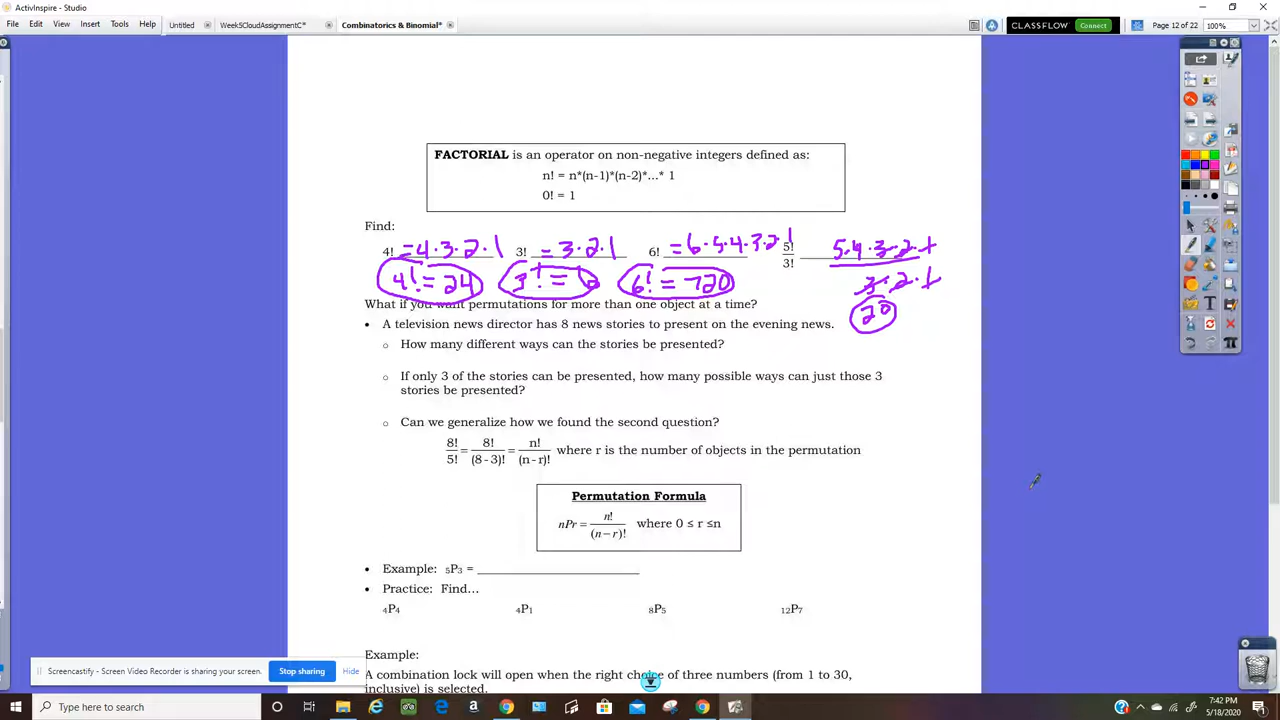 ActivInspire - Studio
File Edit View Insert Tools Help
Untitled
Week5CloudAssignmentC*
Combinatorics & Binomial*
CLASSFLOW Connect
Page 12 of 22
100%
FACTORIAL is an operator on non-negative integers defined as:
n! = n*(n-1)*(n-2)*...* 1
0! = 1
Find:
4! =4·3·2·1 3! =3·2·1 6! =6·5·4·3·2·1 5!/3! 5·4·3·2·1
3·2·1
4!=24 3!=6 6!=720 20
What if you want permutations for more than one object at a time?
• A television news director has 8 news stories to present on the evening news.
o How many different ways can the stories be presented?
o If only 3 of the stories can be presented, how many possible ways can just those 3
stories be presented?
o Can we generalize how we found the second question?
8!/5! = 8!/(8-3)! = n!/(n-r)! where r is the number of objects in the permutation
Permutation Formula
nPr = n!/(n-r)! where 0 ≤ r ≤n
• Example: 5P3 = ____________________
• Practice: Find...
4P4 4P1 8P5 12P7
Example:
A combination lock will open when the right choice of three numbers (from 1 to 30,
inclusive) is selected.
Screencastify - Screen Video Recorder is sharing your screen. Stop sharing Hide
Type here to search
7:42 PM
5/18/2020